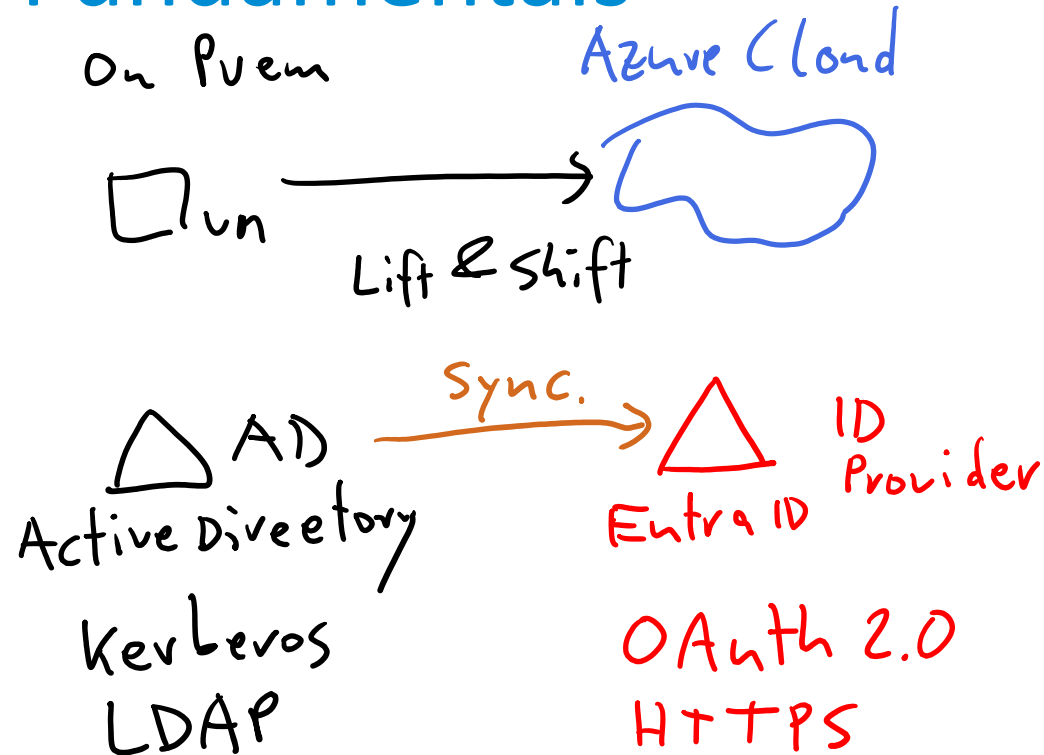 Fundamentals
On Prem
Azure Cloud
VM
Lift & Shift
Sync.
AD
ID
Provider
Active Directory
Entra ID
Kerberos
OAuth 2.0
LDAP
HTTPS